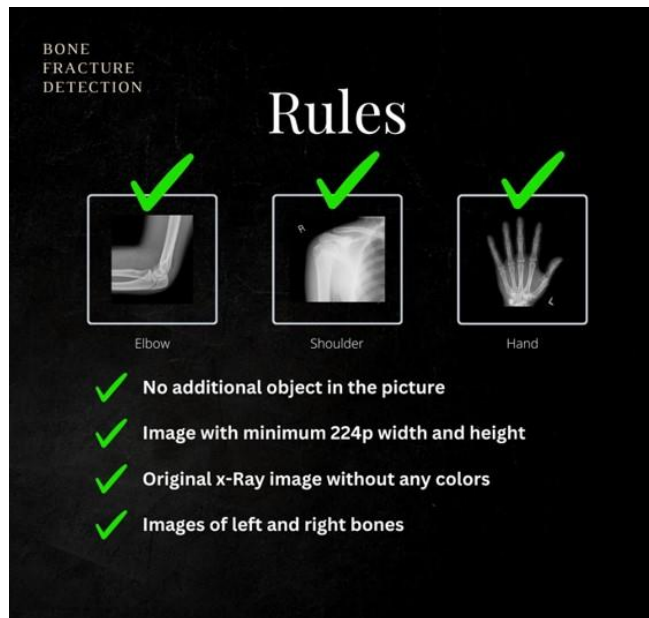 BONE
FRACTURE
DETECTION
Rules
R
L
Elbow
Shoulder
Hand
No additional object in the picture
Image with minimum 224p width and height
Original x-Ray image without any colors
Images of left and right bones